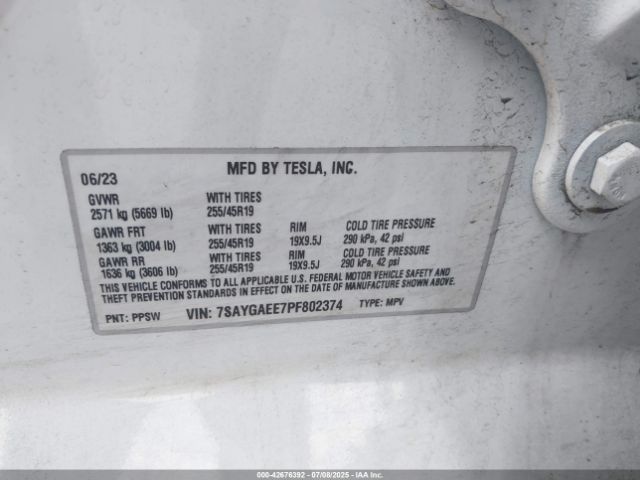 MFD BY TESLA, INC.
06/23
GVWR WITH TIRES
2571 kg (5669 lb) 255/45R19
GAWR FRT WITH TIRES RIM COLD TIRE PRESSURE
1363 kg (3004 lb) 255/45R19 19X9.5J 290 kPa, 42 psi
GAWR RR WITH TIRES RIM COLD TIRE PRESSURE
1636 kg (3606 lb) 255/45R19 19X9.5J 290 kPa, 42 psi
THIS VEHICLE CONFORMS TO ALL APPLICABLE U.S. FEDERAL MOTOR VEHICLE SAFETY AND
THEFT PREVENTION STANDARDS IN EFFECT ON THE DATE OF MANUFACTURE SHOWN ABOVE.
PNT: PPSW VIN: 7SAYGAEE7PF802374 TYPE: MPV
000-42676392 - 07/08/2025 - IAA Inc.